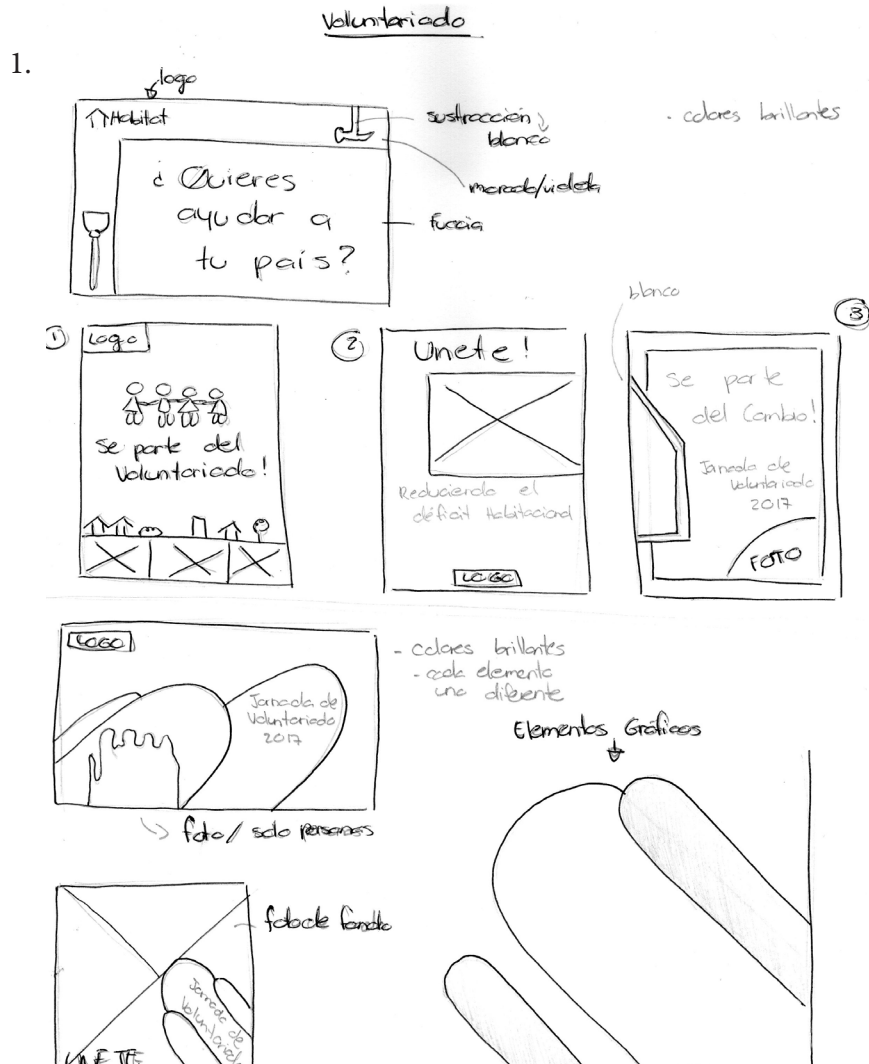 Voluntariado
1.
logo
Habitat
sustracción
blanco
- colores brillantes
¿Quieres
ayudar a
tu país?
morado/violeta
fuccia
blanco
1
Logo
Se parte del
Voluntariado!
2
Unete!
Reduciendo el
déficit Habitacional
LOGO
3
Se parte
del Cambio!
Jornada de
Voluntariado
2017
FOTO
LOGO
Jornada de
Voluntariado
2017
- colores brillantes
- cada elemento
uno diferente
foto/ solo personas
Elementos Gráficos
foto de fondo
Jornada de
Voluntariado
UNETE